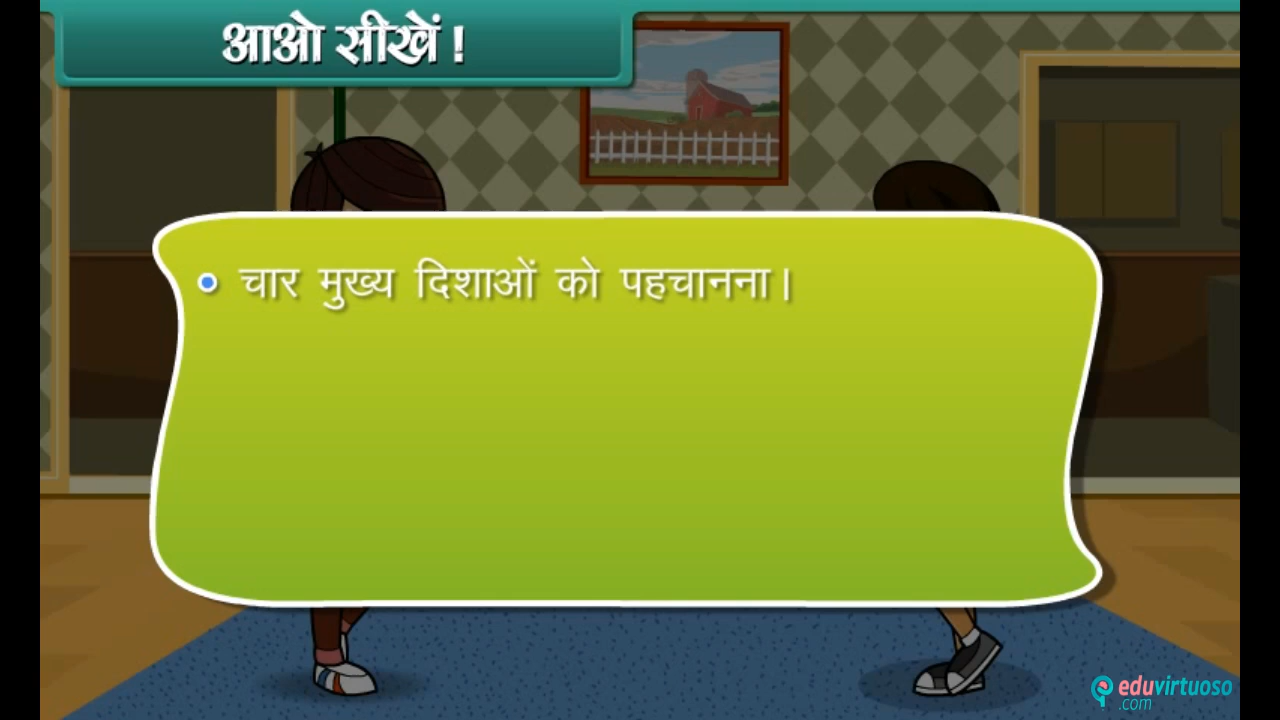 आओ सीखें!
• चार मुख्य दिशाओं को पहचानना।
eduvirtuoso
.com